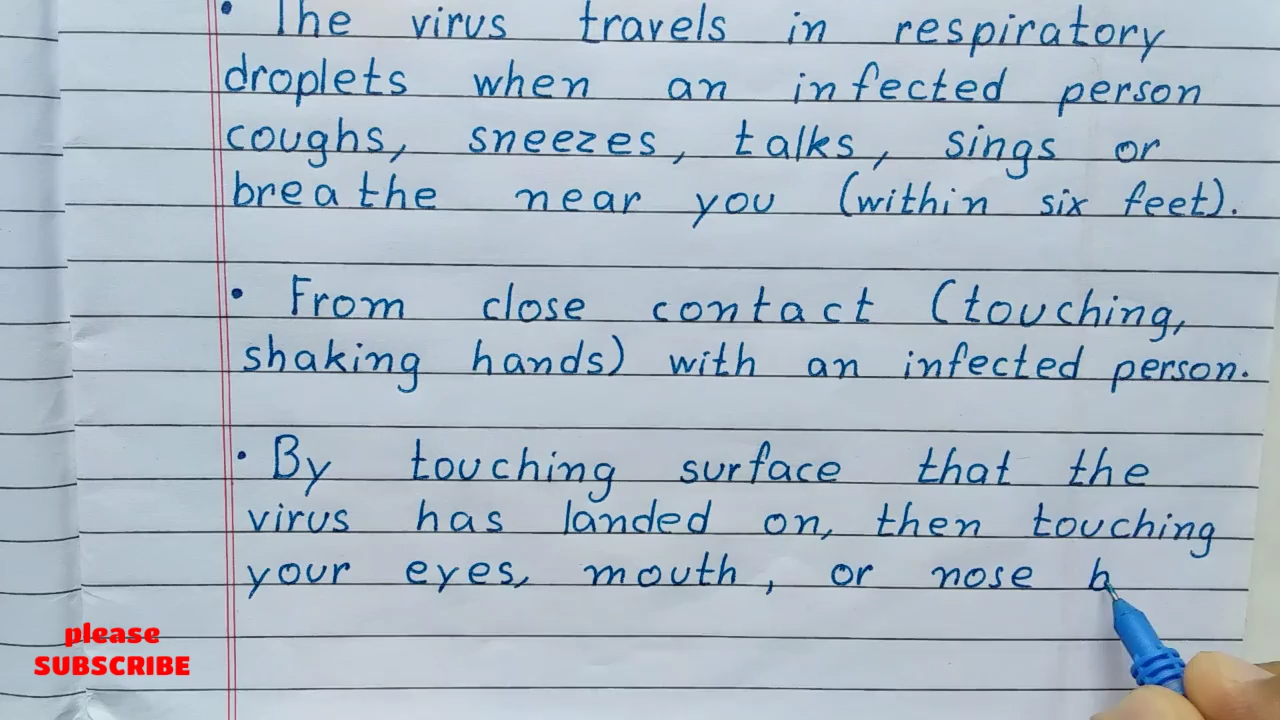 • The virus travels in respiratory
droplets when an infected person
coughs, sneezes, talks, sings or
breathe near you (within six feet).
• From close contact (touching,
shaking hands) with an infected person.
• By touching surface that the
virus has landed on, then touching
your eyes, mouth, or nose b
please
SUBSCRIBE